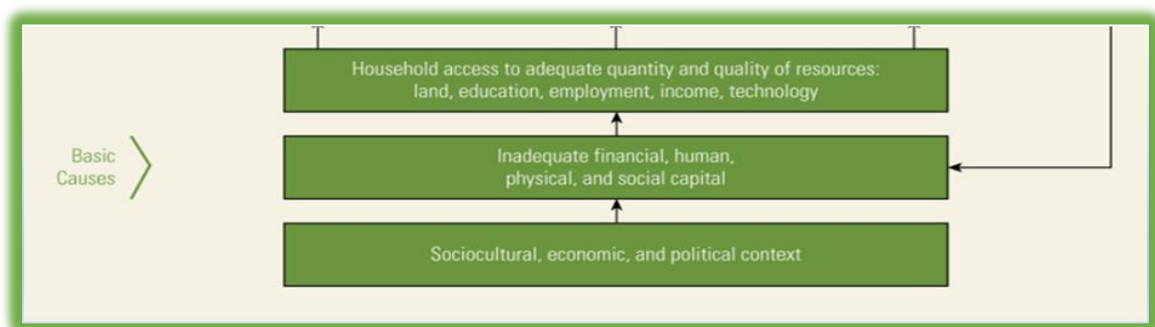 Household access to adequate quantity and quality of resources:
land, education, employment, income, technology
Basic
Causes
Inadequate financial, human,
physical, and social capital
Sociocultural, economic, and political context